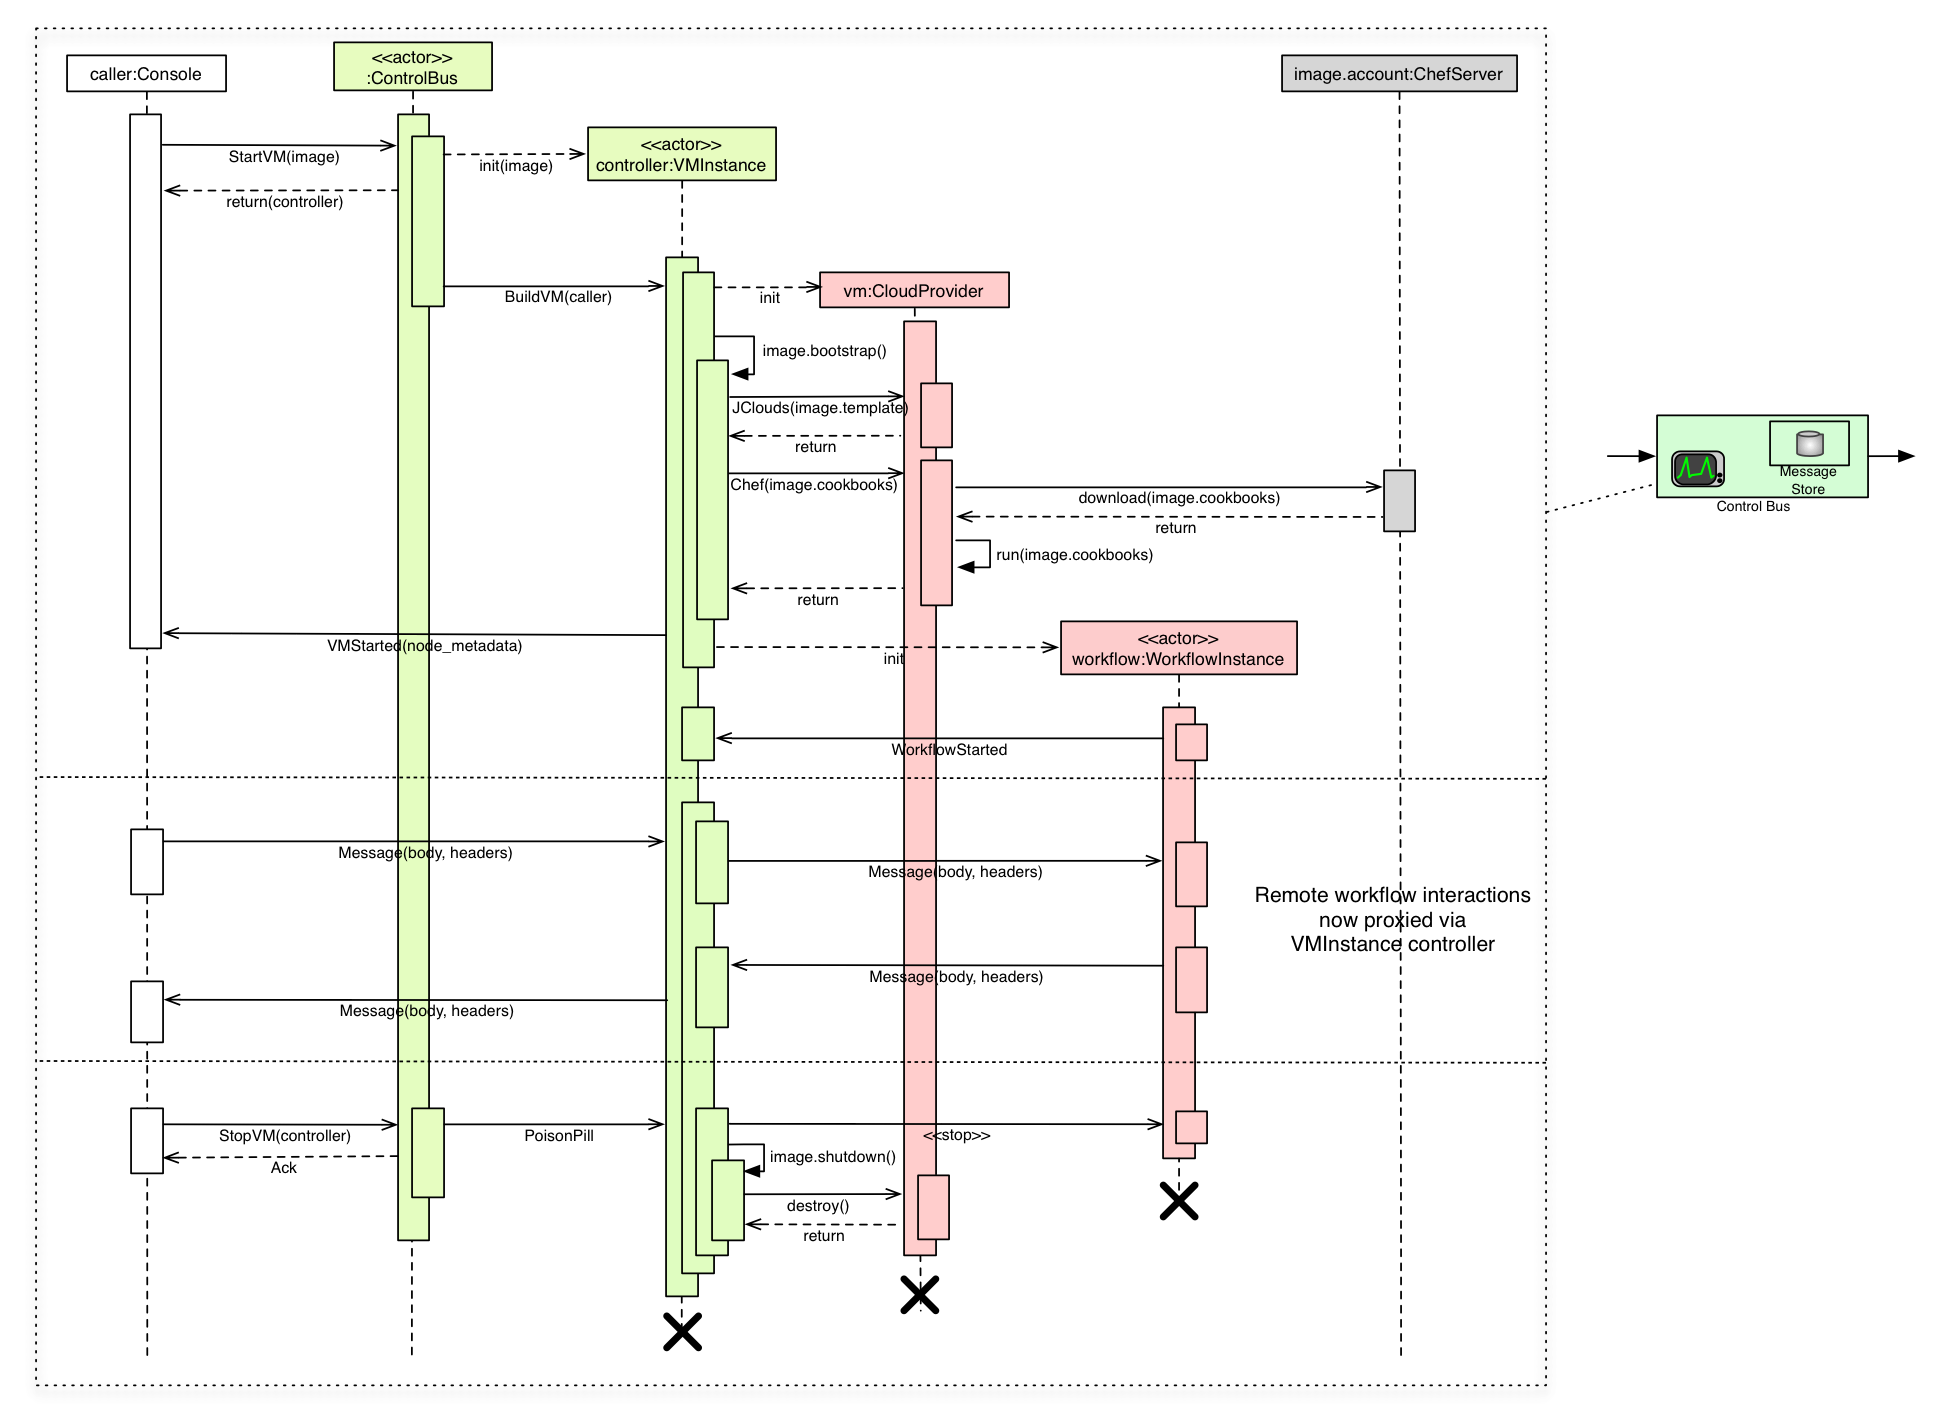 caller:Console
<<actor>>
:ControlBus
image.account:ChefServer
<<actor>>
controller:VMInstance
StartVM(image)
init(image)
return(controller)
BuildVM(caller)
init
vm:CloudProvider
image.bootstrap()
JClouds(image.template)
return
Chef(image.cookbooks)
download(image.cookbooks)
return
run(image.cookbooks)
return
VMStarted(node_metadata)
init
<<actor>>
workflow:WorkflowInstance
WorkflowStarted
Message(body, headers)
Message(body, headers)
Remote workflow interactions
now proxied via
VMInstance controller
Message(body, headers)
Message(body, headers)
StopVM(controller)
PoisonPill
<<stop>>
Ack
image.shutdown()
destroy()
return
Message
Store
Control Bus